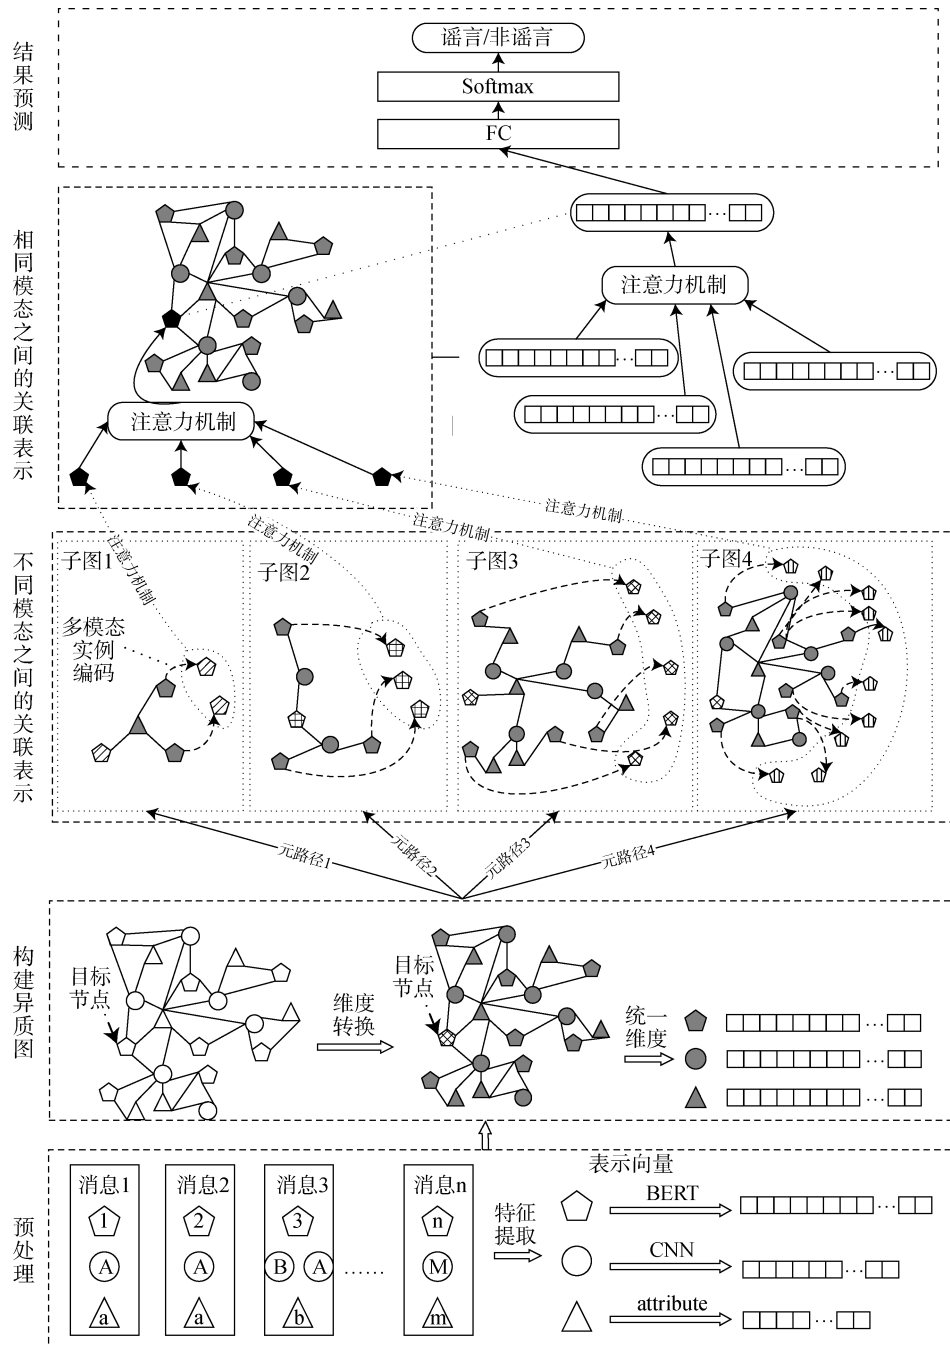 结果预测
谣言/非谣言
Softmax
FC
相同模态之间的关联表示
注意力机制
注意力机制
注意力机制
注意力机制
注意力机制
注意力机制
不同模态之间的关联表示
子图1
子图2
子图3
子图4
多模态
实例
编码
元路径1
元路径2
元路径3
元路径4
构建异质图
目标
节点
维度
转换
目标
节点
统一
维度
预处理
消息1
1
A
a
消息2
2
A
a
消息3
3
B A
b
……
消息n
n
M
m
特征
提取
表示向量
BERT
CNN
attribute